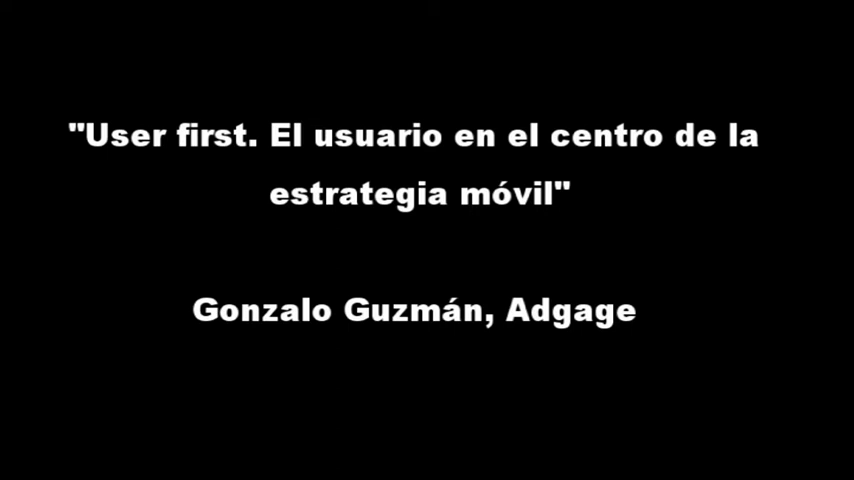 "User first. El usuario en el centro de la
estrategia móvil"
Gonzalo Guzmán, Adgage